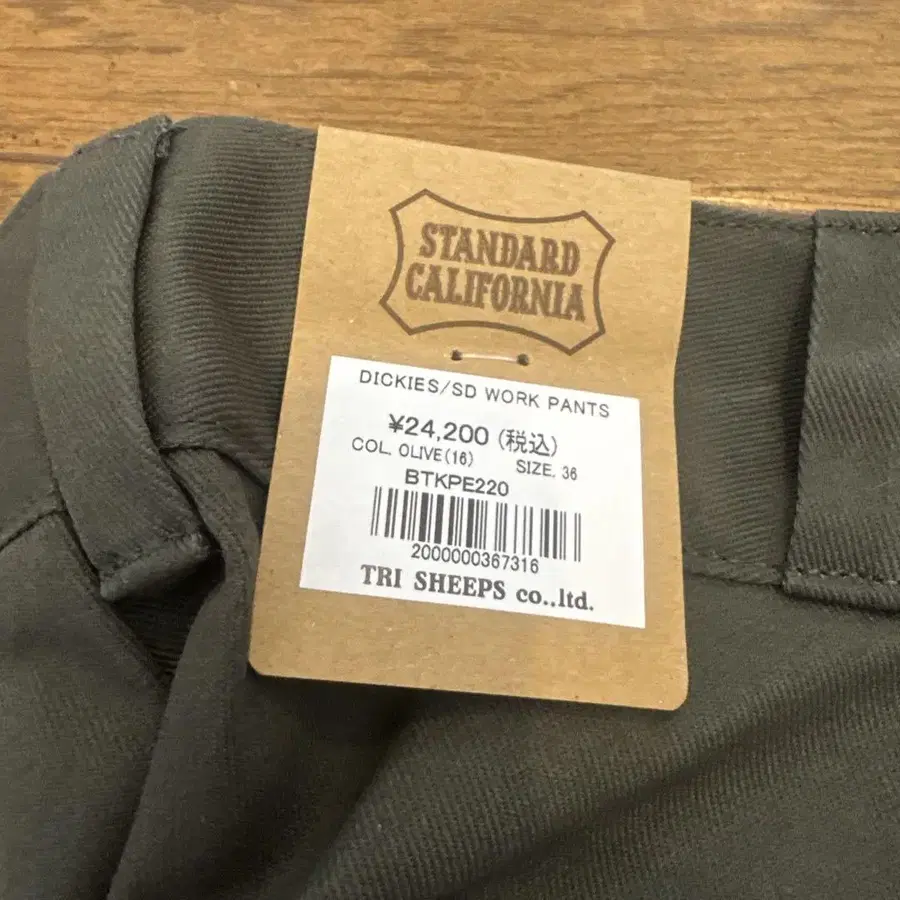 STANDARD
CALIFORNIA
DICKIES/SD WORK PANTS
¥24,200 (税込)
COL. OLIVE(16) SIZE. 36
BTKPE220
2000000367316
TRI SHEEPS co.,ltd.